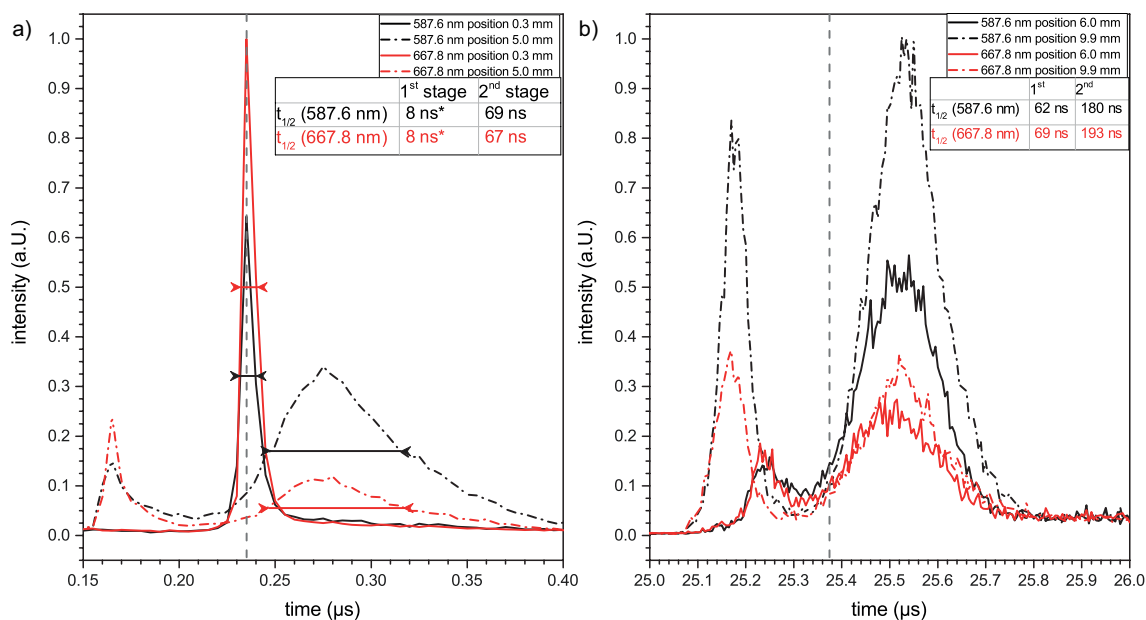 a)
587.6 nm position 0.3 mm
587.6 nm position 5.0 mm
667.8 nm position 0.3 mm
667.8 nm position 5.0 mm
1st stage 2nd stage
t1/2 (587.6 nm) 8 ns* 69 ns
t1/2 (667.8 nm) 8 ns* 67 ns
intensity (a.U.)
1.0
0.9
0.8
0.7
0.6
0.5
0.4
0.3
0.2
0.1
0.0
0.15 0.20 0.25 0.30 0.35 0.40
time (µs)
b)
587.6 nm position 6.0 mm
587.6 nm position 9.9 mm
667.8 nm position 6.0 mm
667.8 nm position 9.9 mm
1st 2nd
t1/2 (587.6 nm) 62 ns 180 ns
t1/2 (667.8 nm) 69 ns 193 ns
intensity (a.U.)
1.0
0.9
0.8
0.7
0.6
0.5
0.4
0.3
0.2
0.1
0.0
25.0 25.1 25.2 25.3 25.4 25.5 25.6 25.7 25.8 25.9 26.0
time (µs)